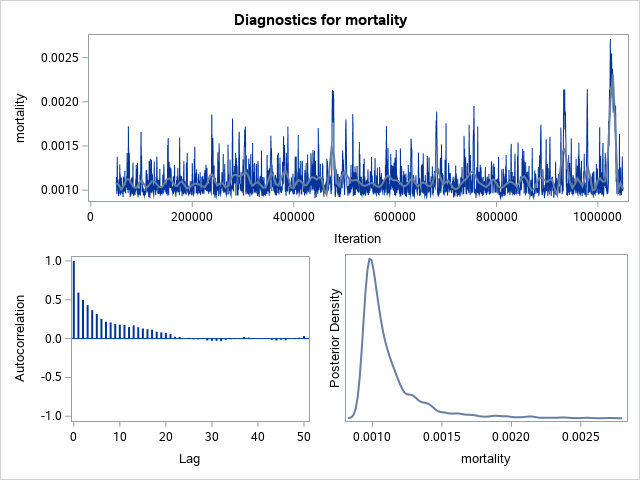 Diagnostics for mortality
mortality
0.0025
0.0020
0.0015
0.0010
0 200000 400000 600000 800000 1000000
Iteration
Autocorrelation
1.0
0.5
0.0
-0.5
-1.0
0 10 20 30 40 50
Lag
Posterior Density
0.0010 0.0015 0.0020 0.0025
mortality